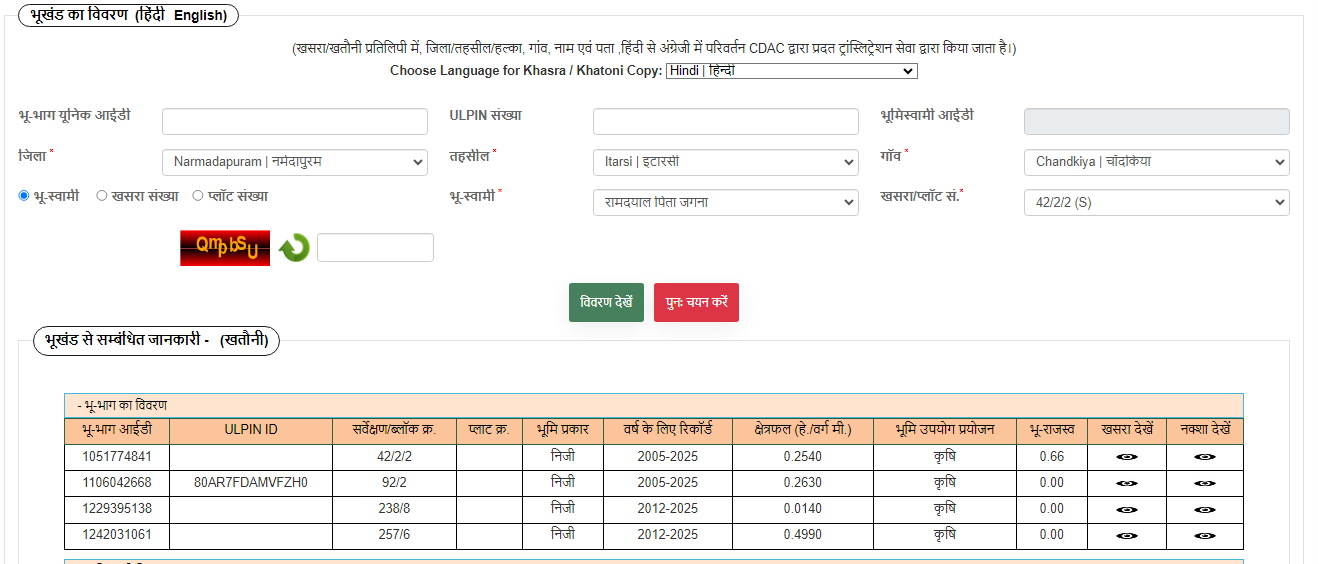 भूखंड का विवरण (हिंदी English)
(खसरा/खतौनी प्रतिलिपी में, जिला/तहसील/हल्का, गांव, नाम एवं पता ,हिंदी से अंग्रेजी में परिवर्तन CDAC द्वारा प्रदत ट्रांस्लिट्रेशन सेवा द्वारा किया जाता है।)
Choose Language for Khasra / Khatoni Copy: Hindi | हिन्दी
भू-भाग यूनिक आईडी ULPIN संख्या भूमिस्वामी आईडी
जिला * Narmadapuram | नर्मदापुरम तहसील * Itarsi | इटारसी गाँव * Chandkiya | चाँदकिया
भू-स्वामी खसरा संख्या प्लॉट संख्या भू-स्वामी * रामदयाल पिता जगना खसरा/प्लॉट सं.* 42/2/2 (S)
QmpbSU
विवरण देखें पुनः चयन करें
भूखंड से सम्बंधित जानकारी - (खतौनी)
- भू-भाग का विवरण
भू-भाग आईडी ULPIN ID सर्वेक्षण/ब्लॉक क्र. प्लाट क्र. भूमि प्रकार वर्ष के लिए रिकॉर्ड क्षेत्रफल (हे./वर्ग मी.) भूमि उपयोग प्रयोजन भू-राजस्व खसरा देखें नक्शा देखें
1051774841 42/2/2 निजी 2005-2025 0.2540 कृषि 0.66
1106042668 80AR7FDAMVFZH0 92/2 निजी 2005-2025 0.2630 कृषि 0.00
1229395138 238/8 निजी 2012-2025 0.0140 कृषि 0.00
1242031061 257/6 निजी 2012-2025 0.4990 कृषि 0.00